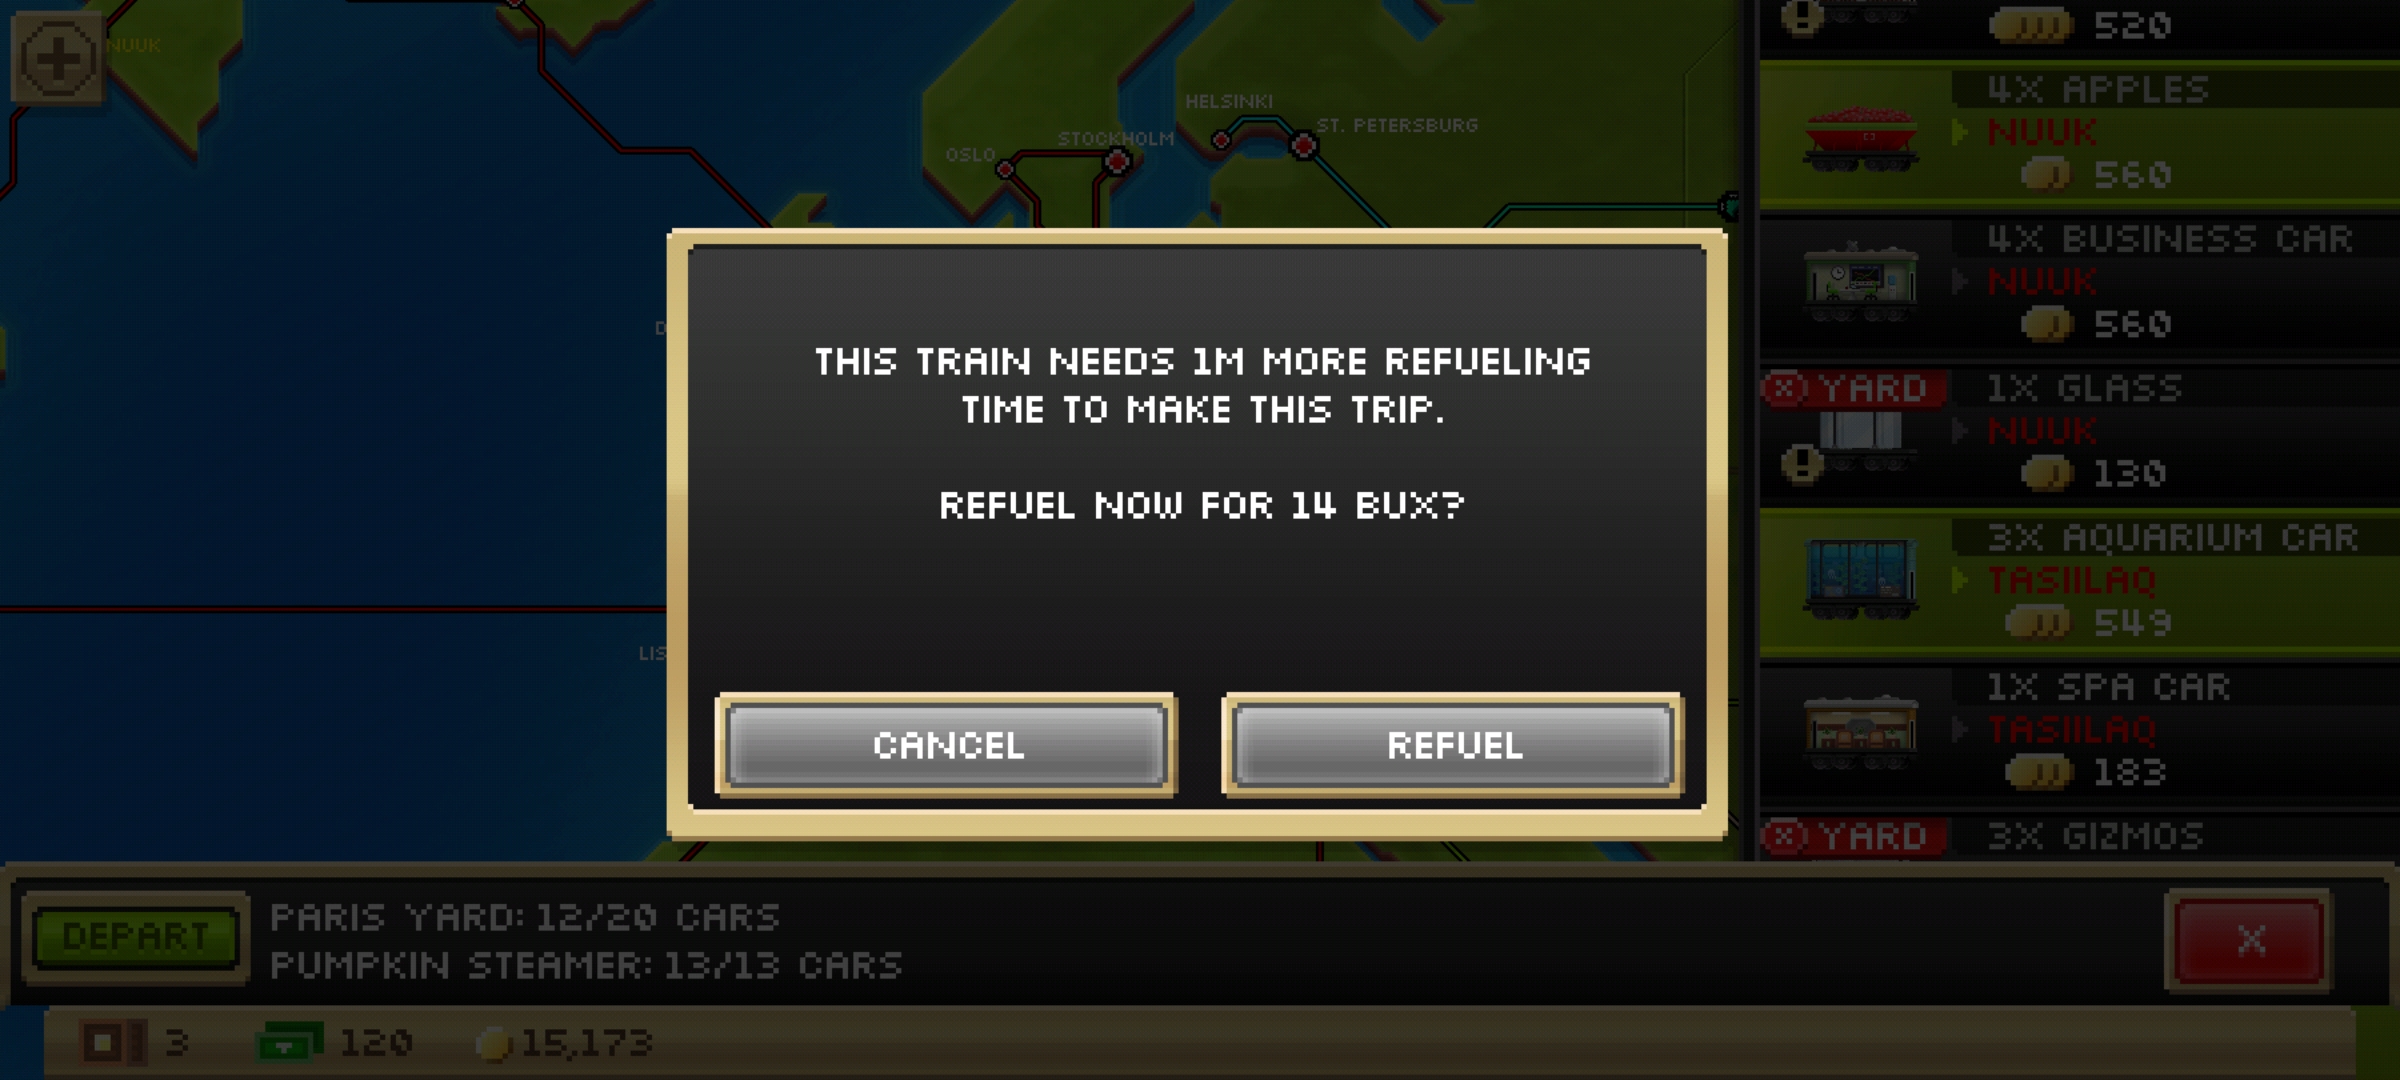 NUUK
HELSINKI
ST. PETERSBURG
STOCKHOLM
OSLO
THIS TRAIN NEEDS 1M MORE REFUELING
TIME TO MAKE THIS TRIP.
REFUEL NOW FOR 14 BUX?
CANCEL
REFUEL
520
4X APPLES
NUUK
560
4X BUSINESS CAR
NUUK
560
YARD
1X GLASS
NUUK
130
3X AQUARIUM CAR
TASIILAQ
549
1X SPA CAR
TASIILAQ
183
YARD
3X GIZMOS
DEPART
PARIS YARD: 12/20 CARS
PUMPKIN STEAMER: 13/13 CARS
X
3
120
15,173